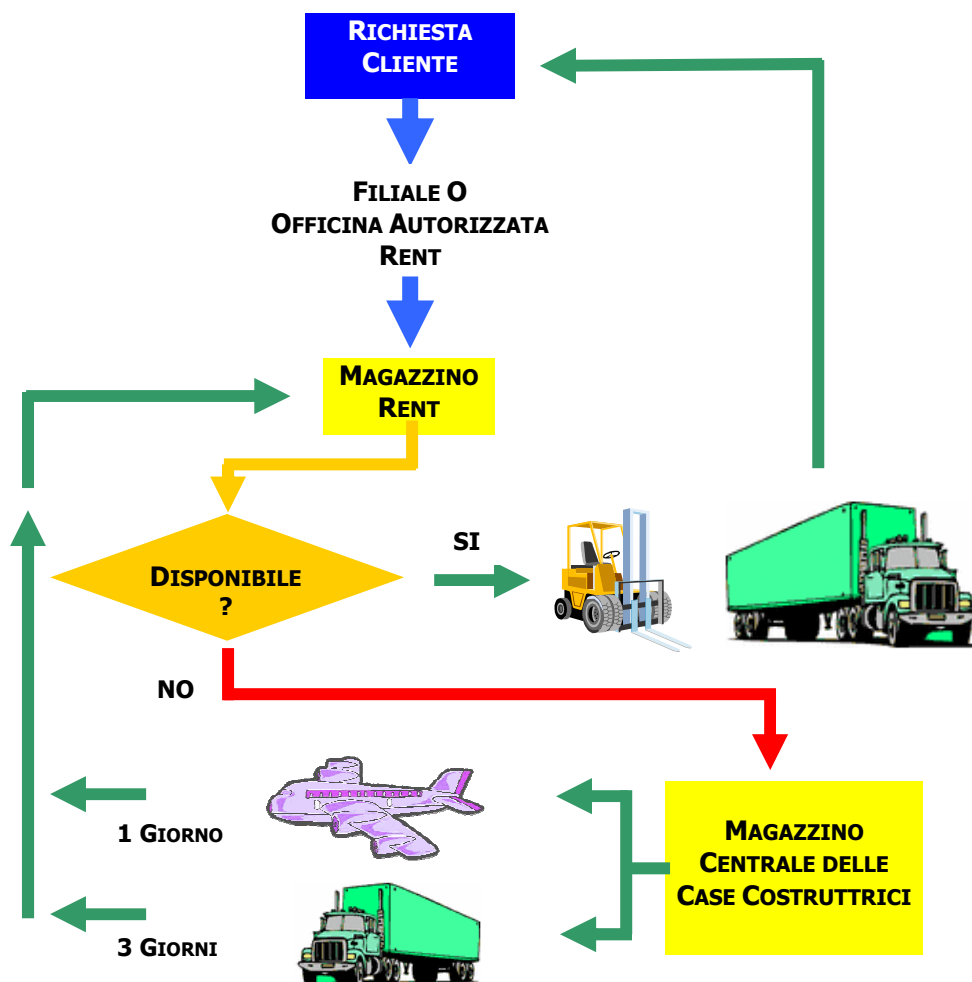 RICHIESTA
CLIENTE
FILIALE O
OFFICINA AUTORIZZATA
RENT
MAGAZZINO
RENT
DISPONIBILE
?
SI
NO
1 GIORNO
3 GIORNI
MAGAZZINO
CENTRALE DELLE
CASE COSTRUTTRICI